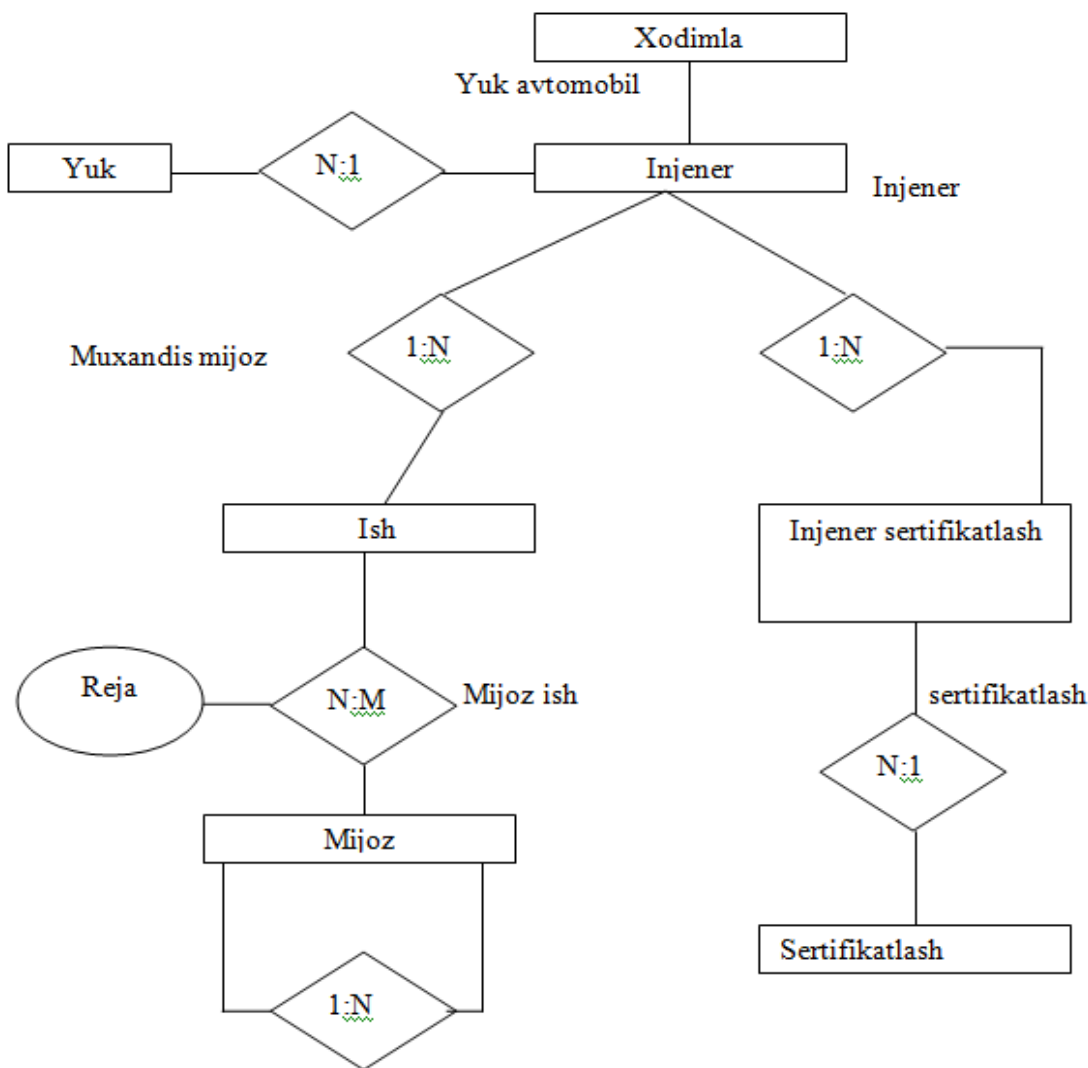 Xodimla
Yuk avtomobil
Yuk
N:1
Injener
Injener
Muxandis mijoz
1:N
1:N
Ish
Injener sertifikatlash
Reja
N:M
Mijoz ish
sertifikatlash
N:1
Mijoz
Sertifikatlash
1:N